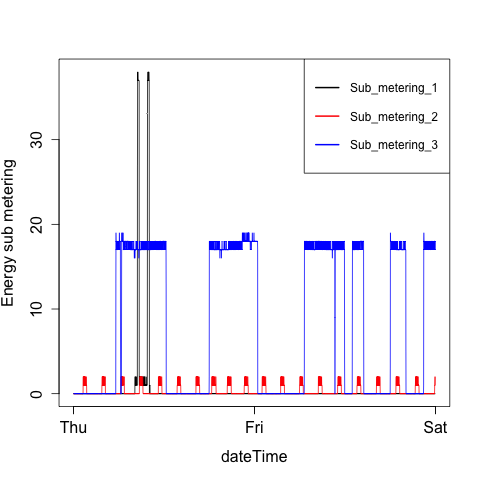 Sub_metering_1
Sub_metering_2
Sub_metering_3
Energy sub metering
30
20
10
0
Thu Fri Sat
dateTime